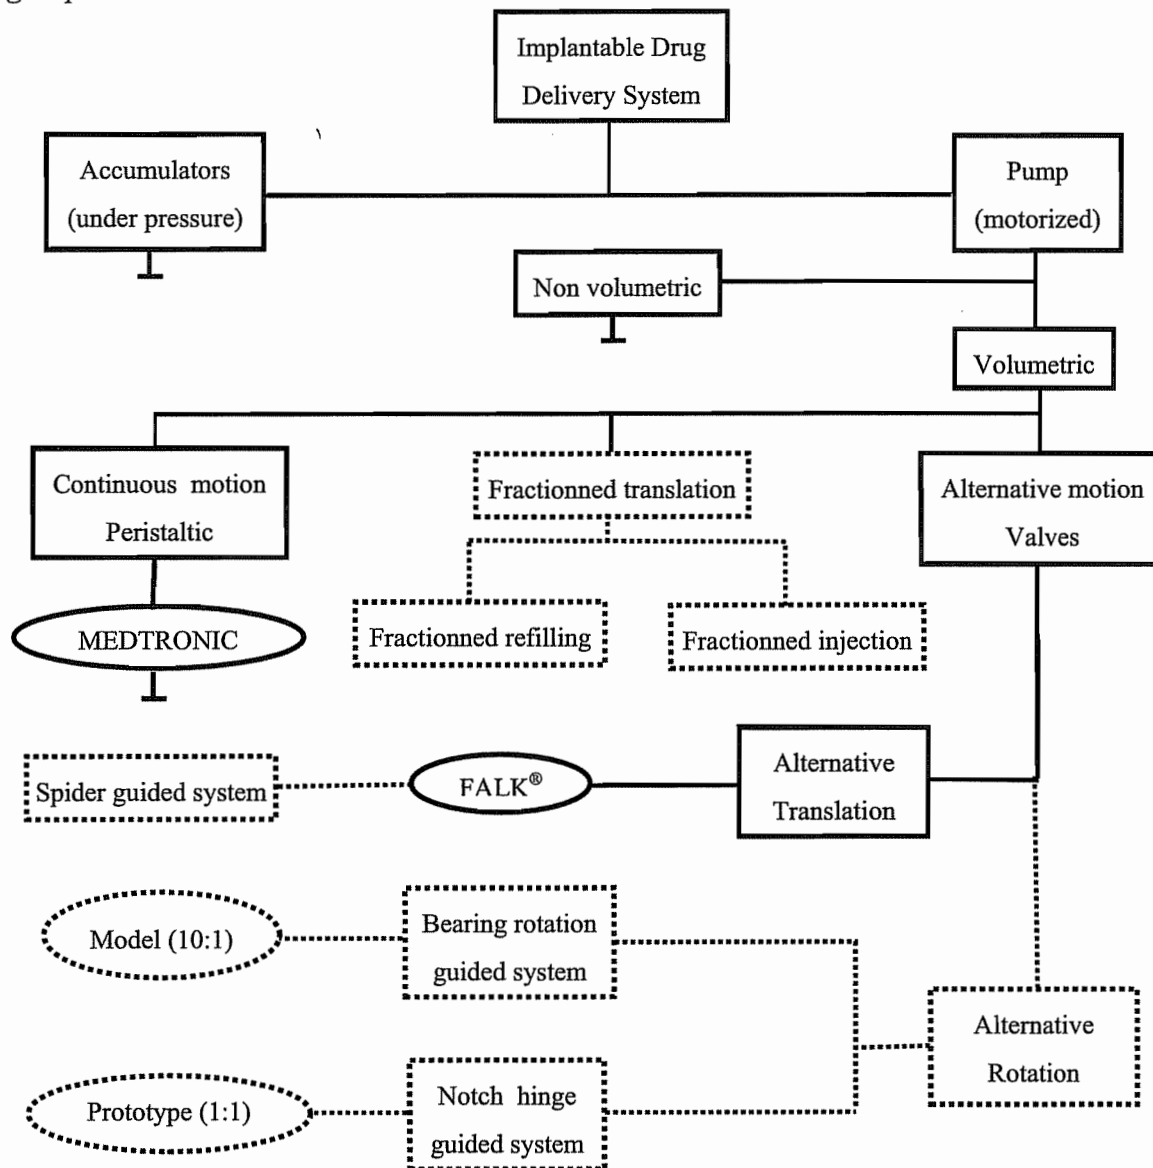 Implantable Drug
Delivery System
Accumulators
(under pressure)
Pump
(motorized)
Non volumetric
Volumetric
Continuous motion
Peristaltic
Fractionned translation
Alternative motion
Valves
MEDTRONIC
Fractionned refilling
Fractionned injection
Spider guided system
FALK®
Alternative
Translation
Model (10:1)
Bearing rotation
guided system
Alternative
Rotation
Prototype (1:1)
Notch hinge
guided system